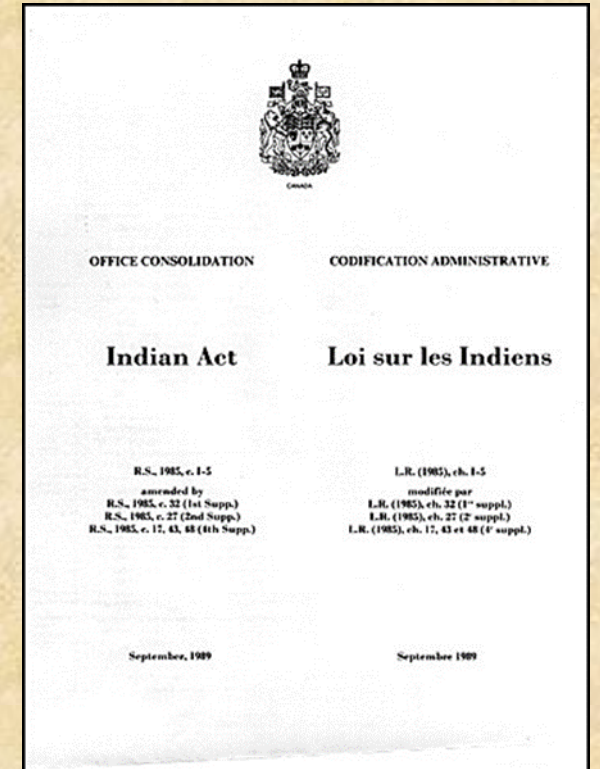 CANADA
OFFICE CONSOLIDATION
CODIFICATION ADMINISTRATIVE
Indian Act
Loi sur les Indiens
R.S., 1985, c. I-5
amended by
R.S., 1985, c. 32 (1st Supp.)
R.S., 1985, c. 27 (2nd Supp.)
R.S., 1985, c. 17, 43, 48 (4th Supp.)
L.R. (1985), ch. I-5
modifiée par
L.R. (1985), ch. 32 (1er suppl.)
L.R. (1985), ch. 27 (2e suppl.)
L.R. (1985), ch. 17, 43 et 48 (4e suppl.)
September, 1989
Septembre 1989